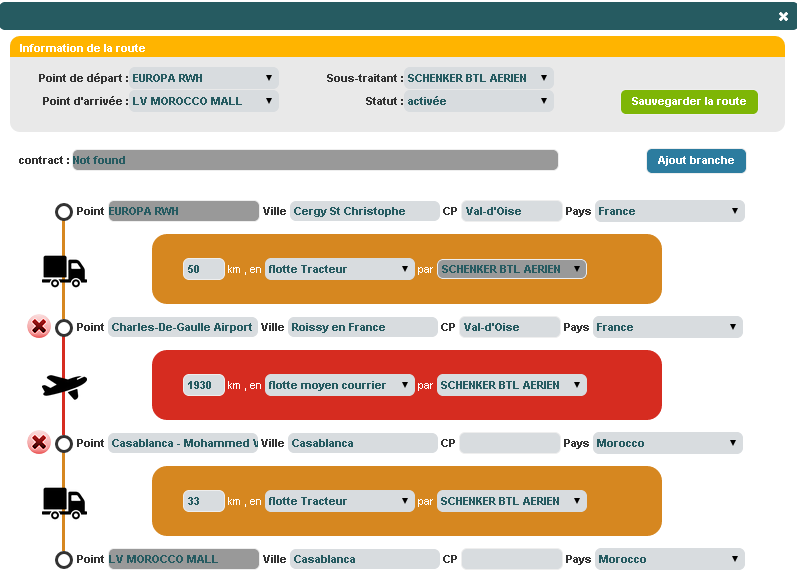 Information de la route
Point de départ : EUROPA RWH Sous-traitant : SCHENKER BTL AERIEN
Point d'arrivée : LV MOROCCO MALL Statut : activée Sauvegarder la route
contract : Not found Ajout branche
Point EUROPA RWH Ville Cergy St Christophe CP Val-d'Oise Pays France
50 km , en flotte Tracteur par SCHENKER BTL AERIEN
Point Charles-De-Gaulle Airport Ville Roissy en France CP Val-d'Oise Pays France
1930 km , en flotte moyen courrier par SCHENKER BTL AERIEN
Point Casablanca - Mohammed Ville Casablanca CP Pays Morocco
33 km , en flotte Tracteur par SCHENKER BTL AERIEN
Point LV MOROCCO MALL Ville Casablanca CP Pays Morocco